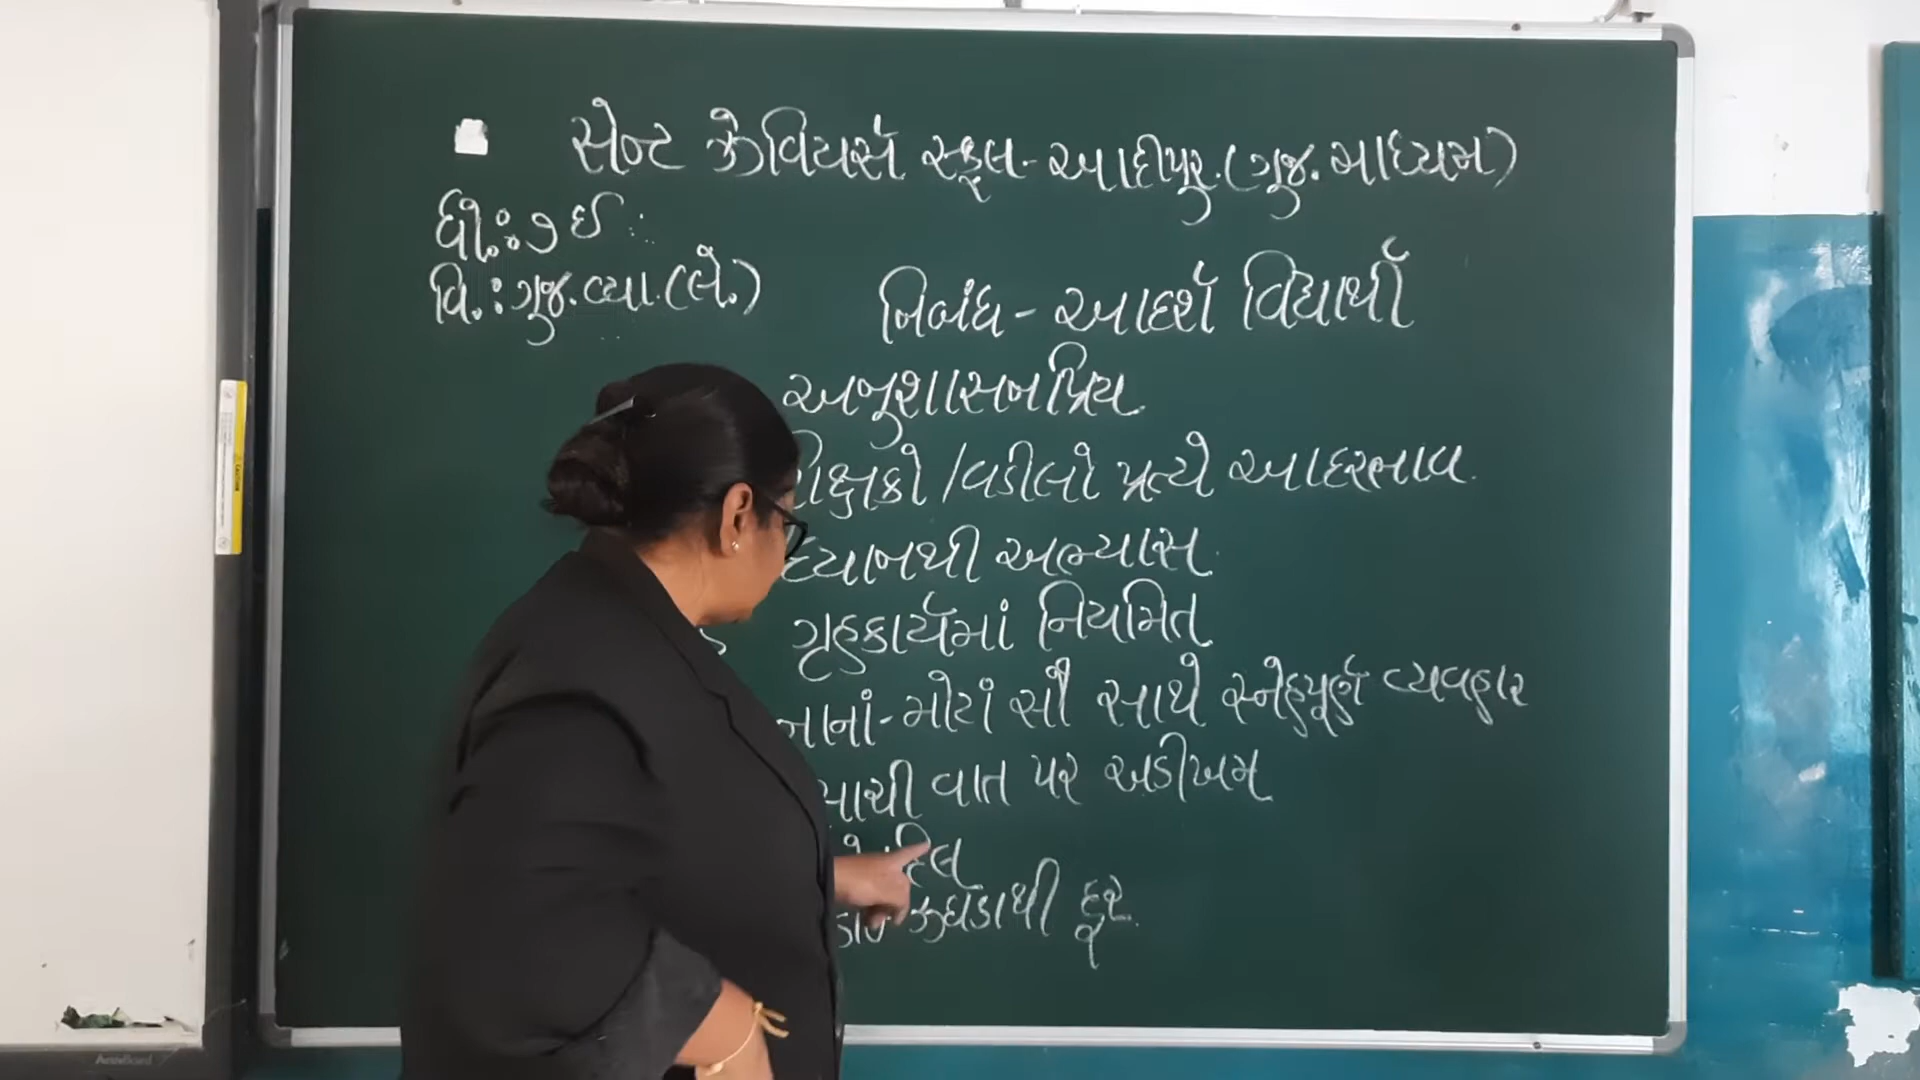 સેન્ટ ઝેવિયર્સ સ્કૂલ-આદીપુર.(ગુજ.માધ્યમ)
ધો.:૭ ઈ
વિ.:ગુજ.વ્યા.(લે.)
નિબંધ-આદર્શ વિદ્યાર્થી
અનુશાસનપ્રિય.
શિક્ષકો/વડીલો પ્રત્યે આદરભાવ.
ધ્યાનથી અભ્યાસ.
ગૃહકાર્યમાં નિયમિત
નાનાં-મોટાં સૌ સાથે સ્નેહપૂર્ણ વ્યવહાર
સાચી વાત પર અડીખમ
ઝઘડાથી દૂર.